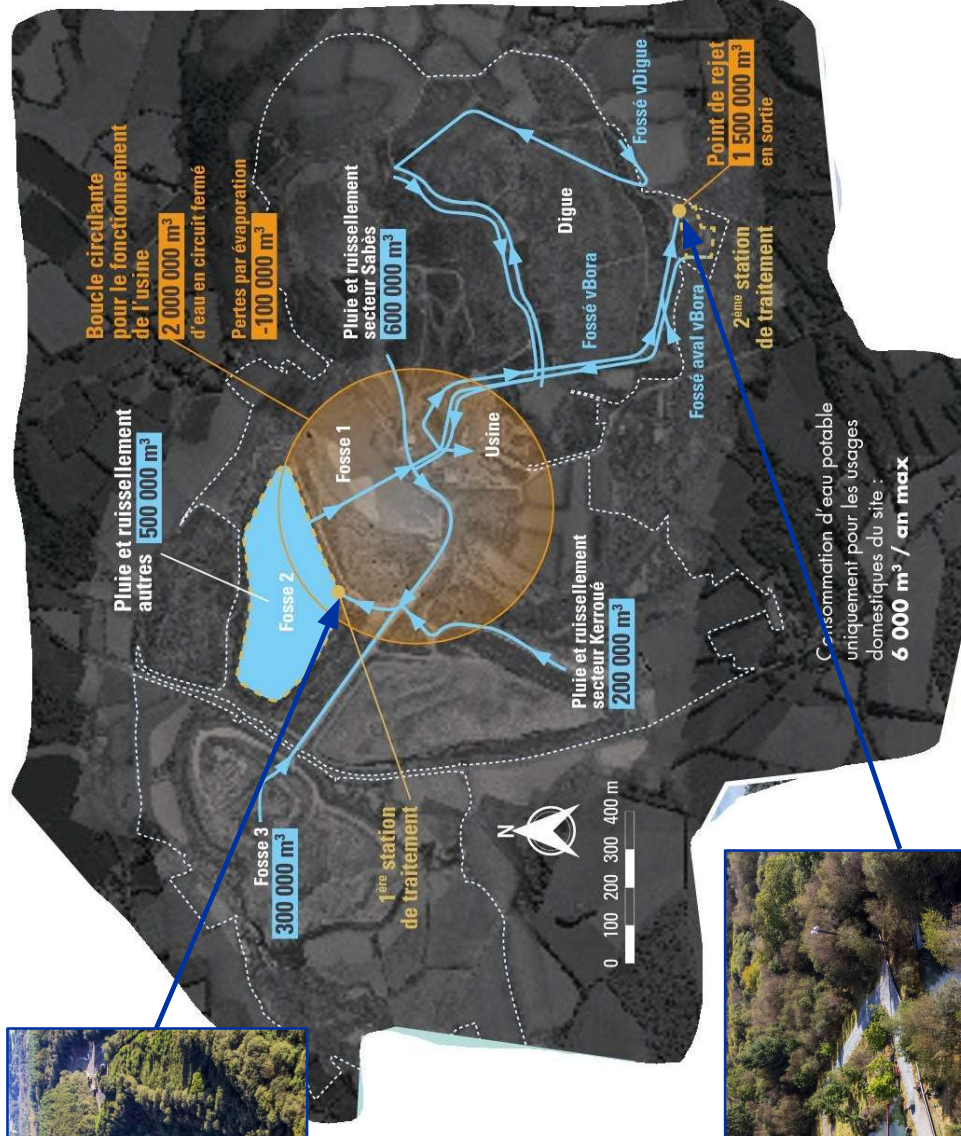 Boucle circulante
pour le fonctionnement
de l'usine
2 000 000 m³
d'eau en circuit fermé
Pertes par évaporation
-100 000 m³
Pluie et ruissellement
autres 500 000 m³
Pluie et ruissellement
secteur Sabès
600 000 m³
Fosse 3
300 000 m³
Fosse 2
Fosse 1
Usine
Digue
Fossé vBora
Fossé vDigue
1ère station
de traitement
Pluie et ruissellement
secteur Kerroué
200 000 m³
Fossé aval vBora
Point de rejet
1 500 000 m³
en sortie
2ème station
de traitement
N
0 100 200 300 400 m
Consommation d'eau potable
uniquement pour les usages
domestiques du site :
6 000 m³ / an max